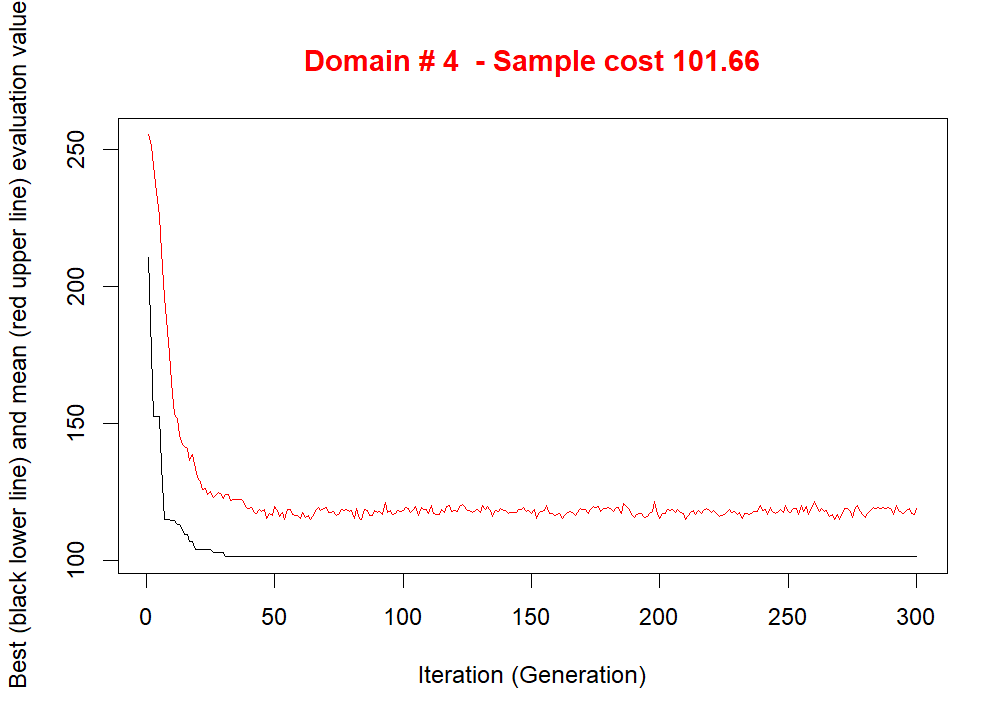 Domain # 4  - Sample cost 101.66
Best (black lower line) and mean (red upper line) evaluation value
250
200
150
100
0 50 100 150 200 250 300
Iteration (Generation)